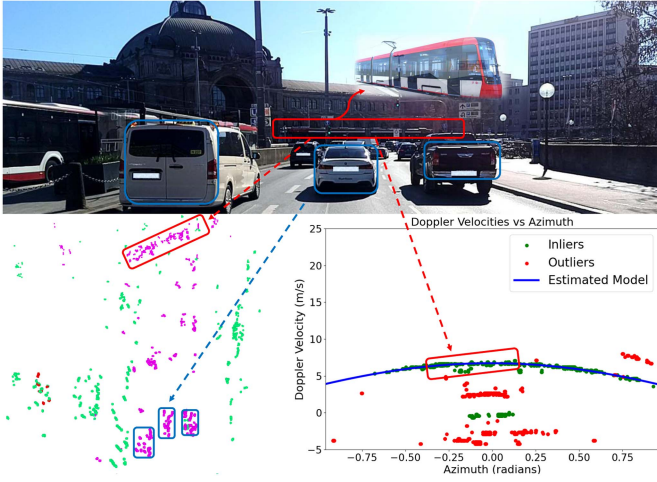 Doppler Velocities vs Azimuth
25
20
15
10
5
0
−5
Doppler Velocity (m/s)
Inliers
Outliers
Estimated Model
−0.75
−0.50
−0.25
0.00
0.25
0.50
0.75
Azimuth (radians)